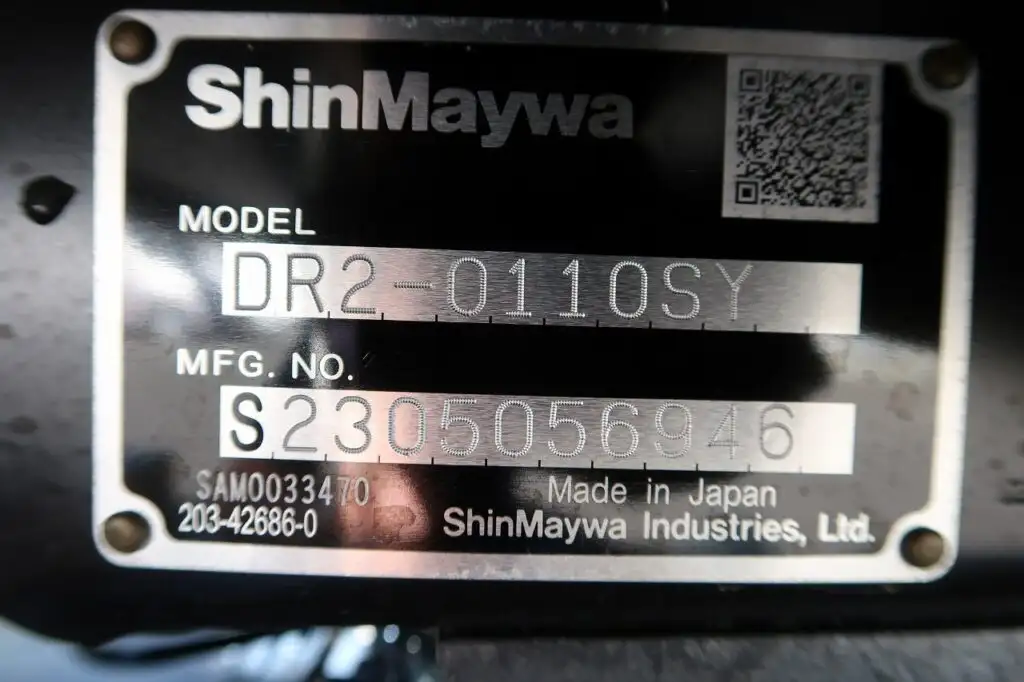 ShinMaywa
MODEL
DR2-0110SY
MFG. NO.
S2305056946
SAM0033470
203-42686-0
Made in Japan
ShinMaywa Industries, Ltd.